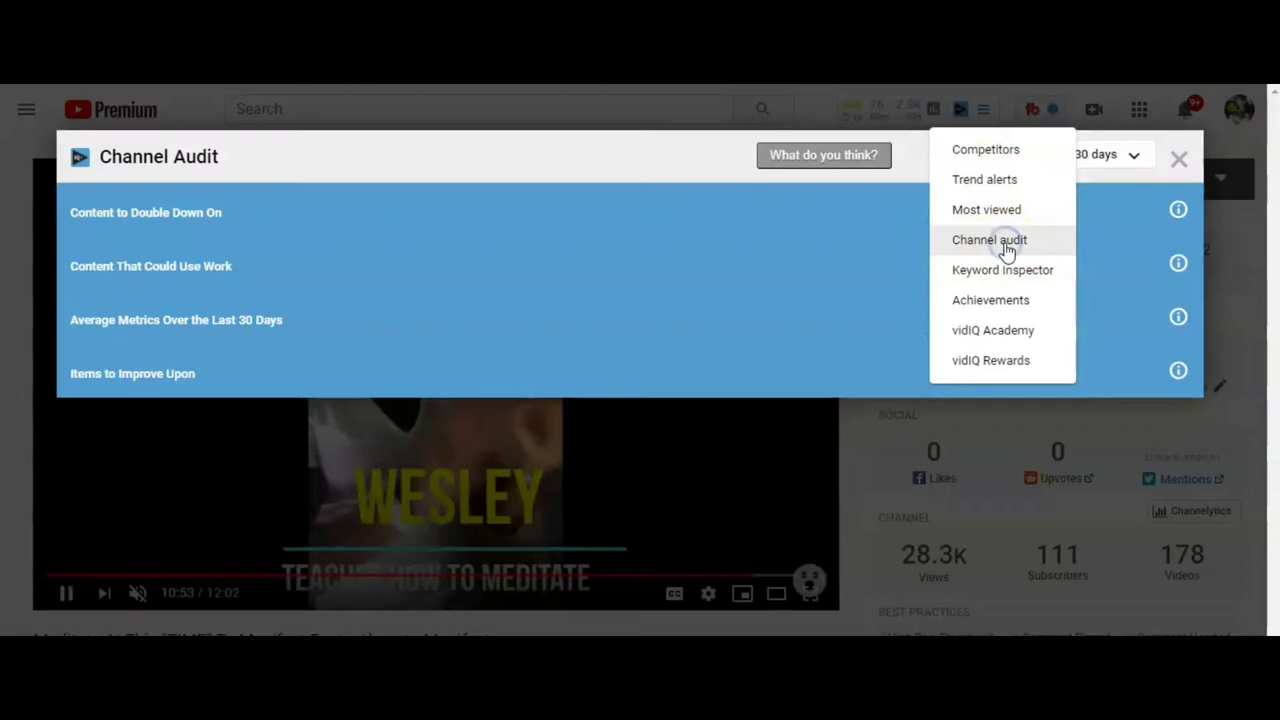 Premium
Search
9+
Channel Audit
What do you think?
30 days
Competitors
Trend alerts
Most viewed
Channel audit
Keyword Inspector
Achievements
vidIQ Academy
vidIQ Rewards
Content to Double Down On
Content That Could Use Work
Average Metrics Over the Last 30 Days
Items to Improve Upon
WESLEY
TEACHES HOW TO MEDITATE
10:53 / 12:02
SOCIAL
0 0
Likes Upvotes Mentions
CHANNEL
Channelytics
28.3K 111 178
Views Subscribers Videos
BEST PRACTICES